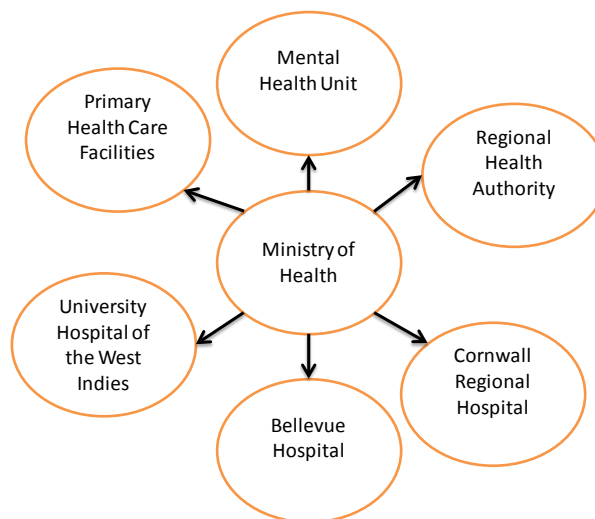 Mental
Health Unit
Primary
Health Care
Facilities
Regional
Health
Authority
Ministry of
Health
University
Hospital of
the West
Indies
Cornwall
Regional
Hospital
Bellevue
Hospital